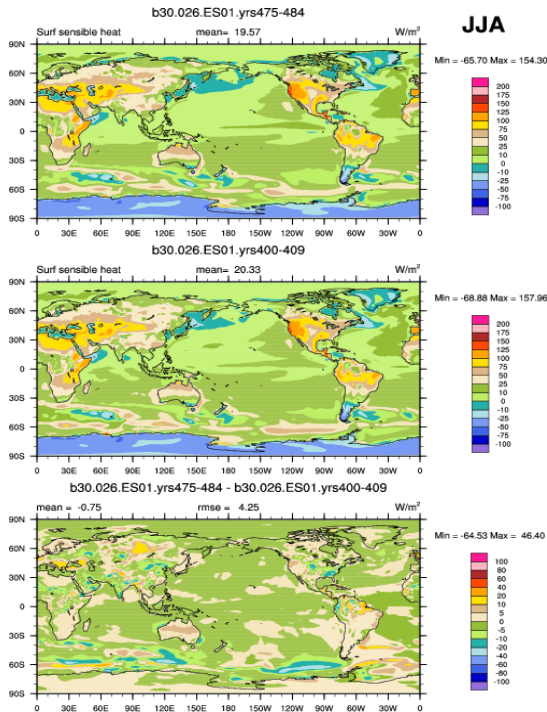 b30.026.ES01.yrs475-484
JJA
Surf sensible heat mean= 19.57 W/m²
Min = -65.70 Max = 154.30
90N
60N
30N
0
30S
60S
90S
0 30E 60E 90E 120E 150E 180 150W 120W 90W 60W 30W 0
200
175
150
125
100
75
50
25
10
0
-10
-25
-50
-75
-100
b30.026.ES01.yrs400-409
Surf sensible heat mean= 20.33 W/m²
Min = -68.88 Max = 157.96
90N
60N
30N
0
30S
60S
90S
0 30E 60E 90E 120E 150E 180 150W 120W 90W 60W 30W 0
200
175
150
125
100
75
50
25
10
0
-10
-25
-50
-75
-100
b30.026.ES01.yrs475-484 - b30.026.ES01.yrs400-409
mean = -0.75 rmse = 4.25 W/m²
Min = -64.53 Max = 46.40
90N
60N
30N
0
30S
60S
90S
0 30E 60E 90E 120E 150E 180 150W 120W 90W 60W 30W 0
100
80
60
40
20
10
5
0
-5
-10
-20
-40
-60
-80
-100